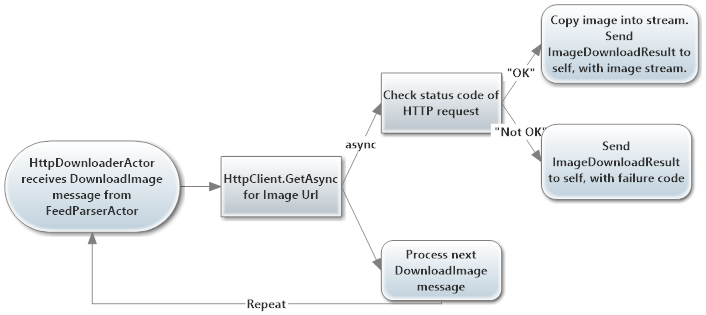 Copy image into stream.
Send
ImageDownloadResult to
self, with image stream.
"OK"
Check status code of
HTTP request
"Not OK"
async
Send
ImageDownloadResult
to self, with failure code
HttpDownloaderActor
receives DownloadImage
message from
FeedParserActor
HttpClient.GetAsync
for Image Url
Process next
DownloadImage
message
Repeat